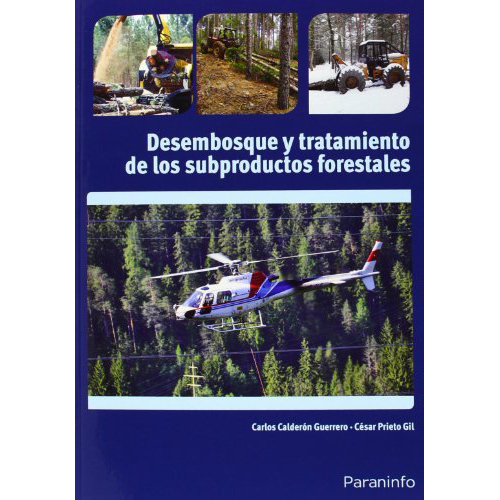 Desembosque y tratamiento
de los subproductos forestales
Carlos Calderón Guerrero - César Prieto Gil
Paraninfo